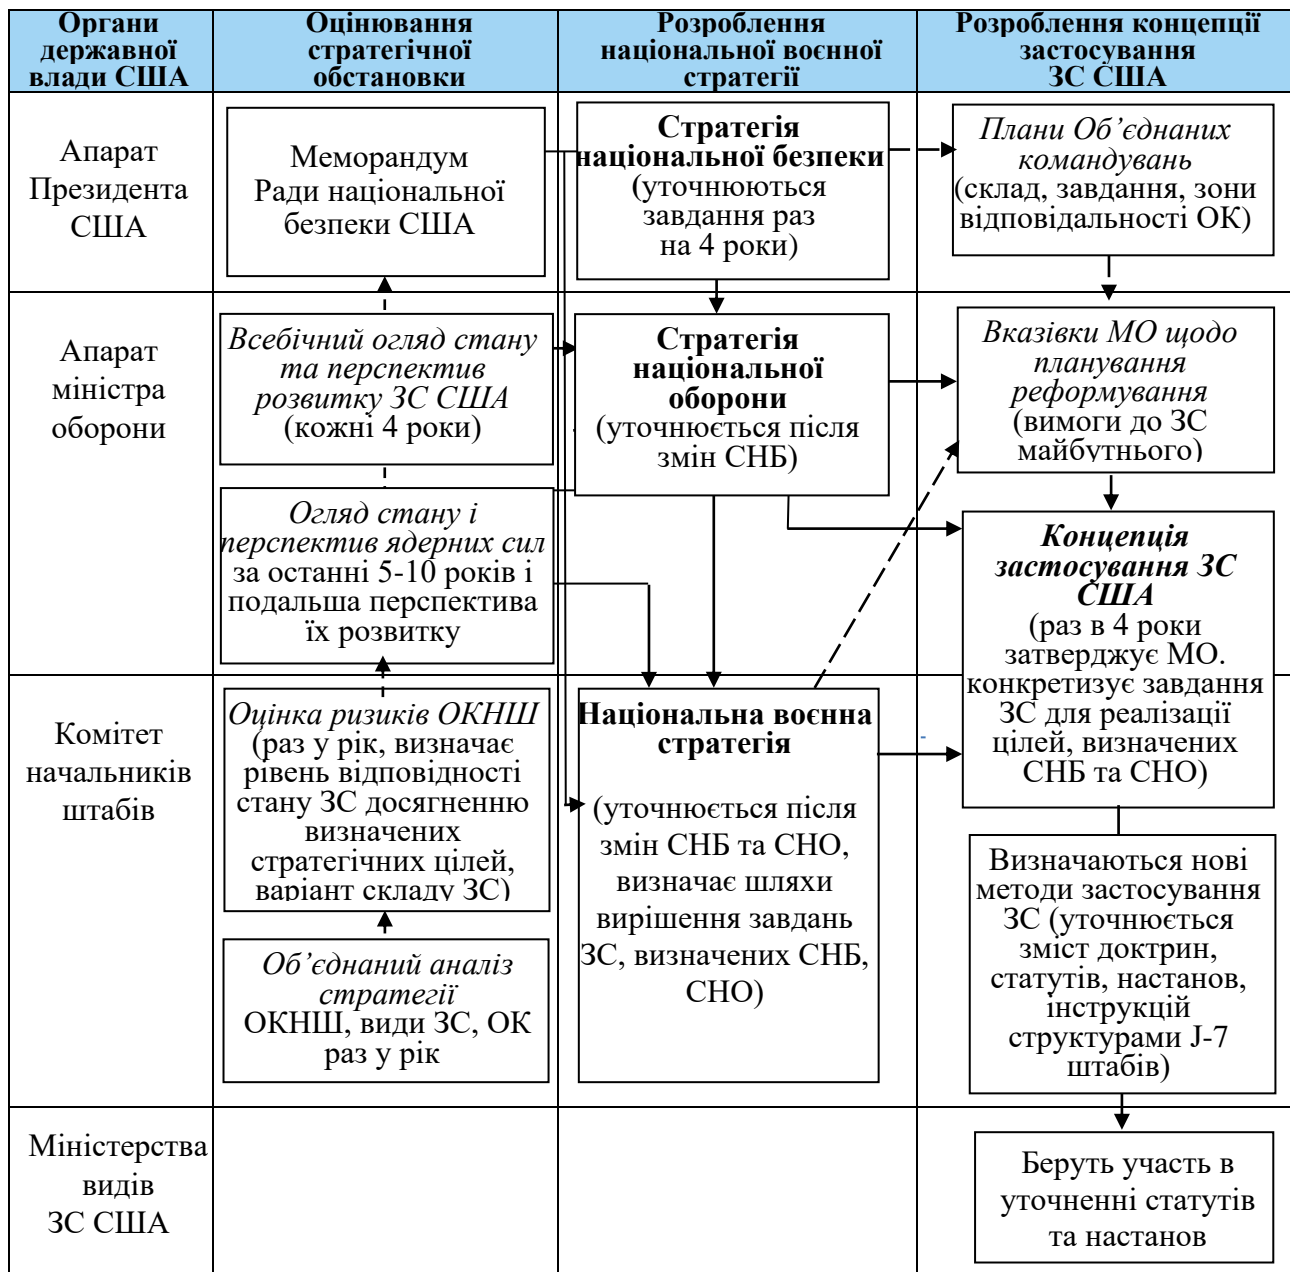 Органи
державної
влади США
Оцінювання
стратегічної
обстановки
Розроблення
національної воєнної
стратегії
Розроблення концепції
застосування
ЗС США
Апарат
Президента
США
Меморандум
Ради національної
безпеки США
Стратегія
національної безпеки
(уточнюються
завдання раз
на 4 роки)
Плани Об’єднаних
командувань
(склад, завдання, зони
відповідальності ОК)
Апарат
міністра
оборони
Всебічний огляд стану
та перспектив
розвитку ЗС США
(кожні 4 роки)
Огляд стану і
перспектив ядерних сил
за останні 5-10 років і
подальша перспектива
їх розвитку
Стратегія
національної
оборони
(уточнюється після
змін СНБ)
Вказівки МО щодо
планування
реформування
(вимоги до ЗС
майбутнього)
Концепція
застосування ЗС
США
(раз в 4 роки
затверджує МО.
конкретизує завдання
ЗС для реалізації
цілей, визначених
СНБ та СНО)
Комітет
начальників
штабів
Оцінка ризиків ОКНШ
(раз у рік, визначає
рівень відповідності
стану ЗС досягненню
визначених
стратегічних цілей,
варіант складу ЗС)
Об’єднаний аналіз
стратегії
ОКНШ, види ЗС, ОК
раз у рік
Національна воєнна
стратегія
(уточнюється після
змін СНБ та СНО,
визначає шляхи
вирішення завдань
ЗС, визначених СНБ,
СНО)
Визначаються нові
методи застосування
ЗС (уточнюється
зміст доктрин,
статутів, настанов,
інструкцій
структурами J-7
штабів)
Міністерства
видів
ЗС США
Беруть участь в
уточненні статутів
та настанов